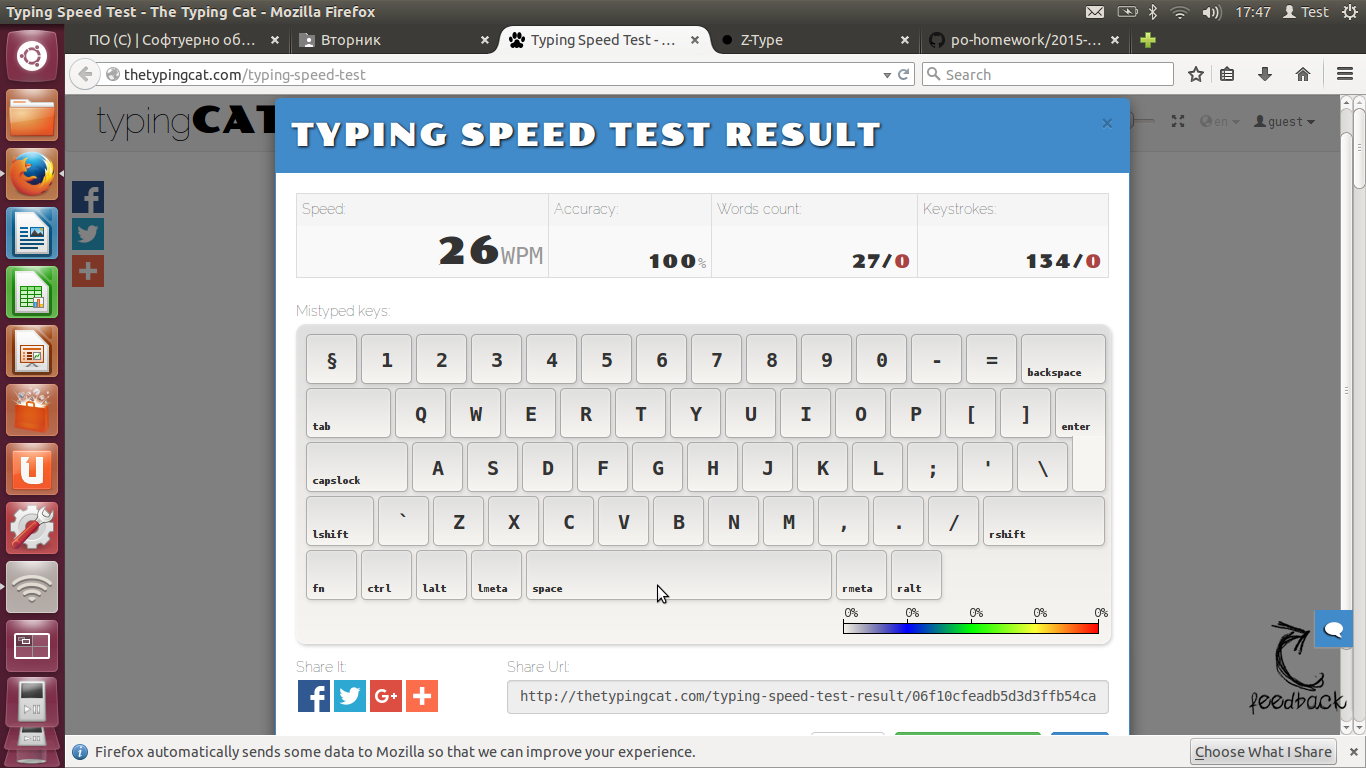 Typing Speed Test - The Typing Cat - Mozilla Firefox
17:47 Test
ПО (С) | Софтуерно об...
Вторник
Typing Speed Test - ...
Z-Type
po-homework/2015-...
thetypingcat.com/typing-speed-test
Search
typingCAT
en
guest
TYPING SPEED TEST RESULT
×
Speed: Accuracy: Words count: Keystrokes:
26WPM 100% 27/0 134/0
Mistyped keys:
§ 1 2 3 4 5 6 7 8 9 0 - = backspace
tab Q W E R T Y U I O P [ ] enter
capslock A S D F G H J K L ; ' \
lshift ` Z X C V B N M , . / rshift
fn ctrl lalt lmeta space rmeta ralt
0% 0% 0% 0% 0%
Share It: Share Url:
http://thetypingcat.com/typing-speed-test-result/06f10cfeadb5d3d3ffb54ca
feedback
Firefox automatically sends some data to Mozilla so that we can improve your experience.
Choose What I Share